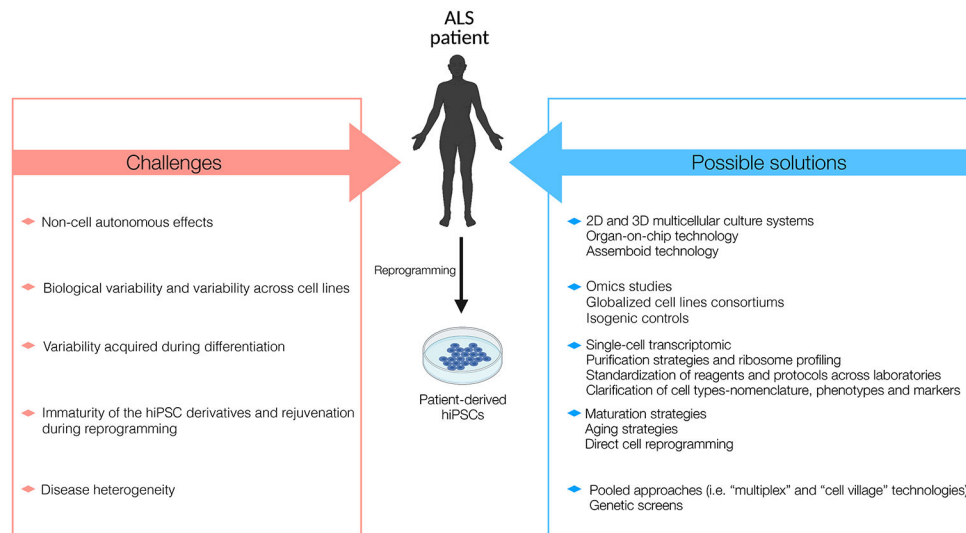 ALS
patient
Challenges
Non-cell autonomous effects
Biological variability and variability across cell lines
Variability acquired during differentiation
Immaturity of the hiPSC derivatives and rejuvenation
during reprogramming
Disease heterogeneity
Reprogramming
Patient-derived
hiPSCs
Possible solutions
2D and 3D multicellular culture systems
Organ-on-chip technology
Assemboid technology
Omics studies
Globalized cell lines consortiums
Isogenic controls
Single-cell transcriptomic
Purification strategies and ribosome profiling
Standardization of reagents and protocols across laboratories
Clarification of cell types-nomenclature, phenotypes and markers
Maturation strategies
Aging strategies
Direct cell reprogramming
Pooled approaches (i.e. “multiplex” and “cell village” technologies)
Genetic screens